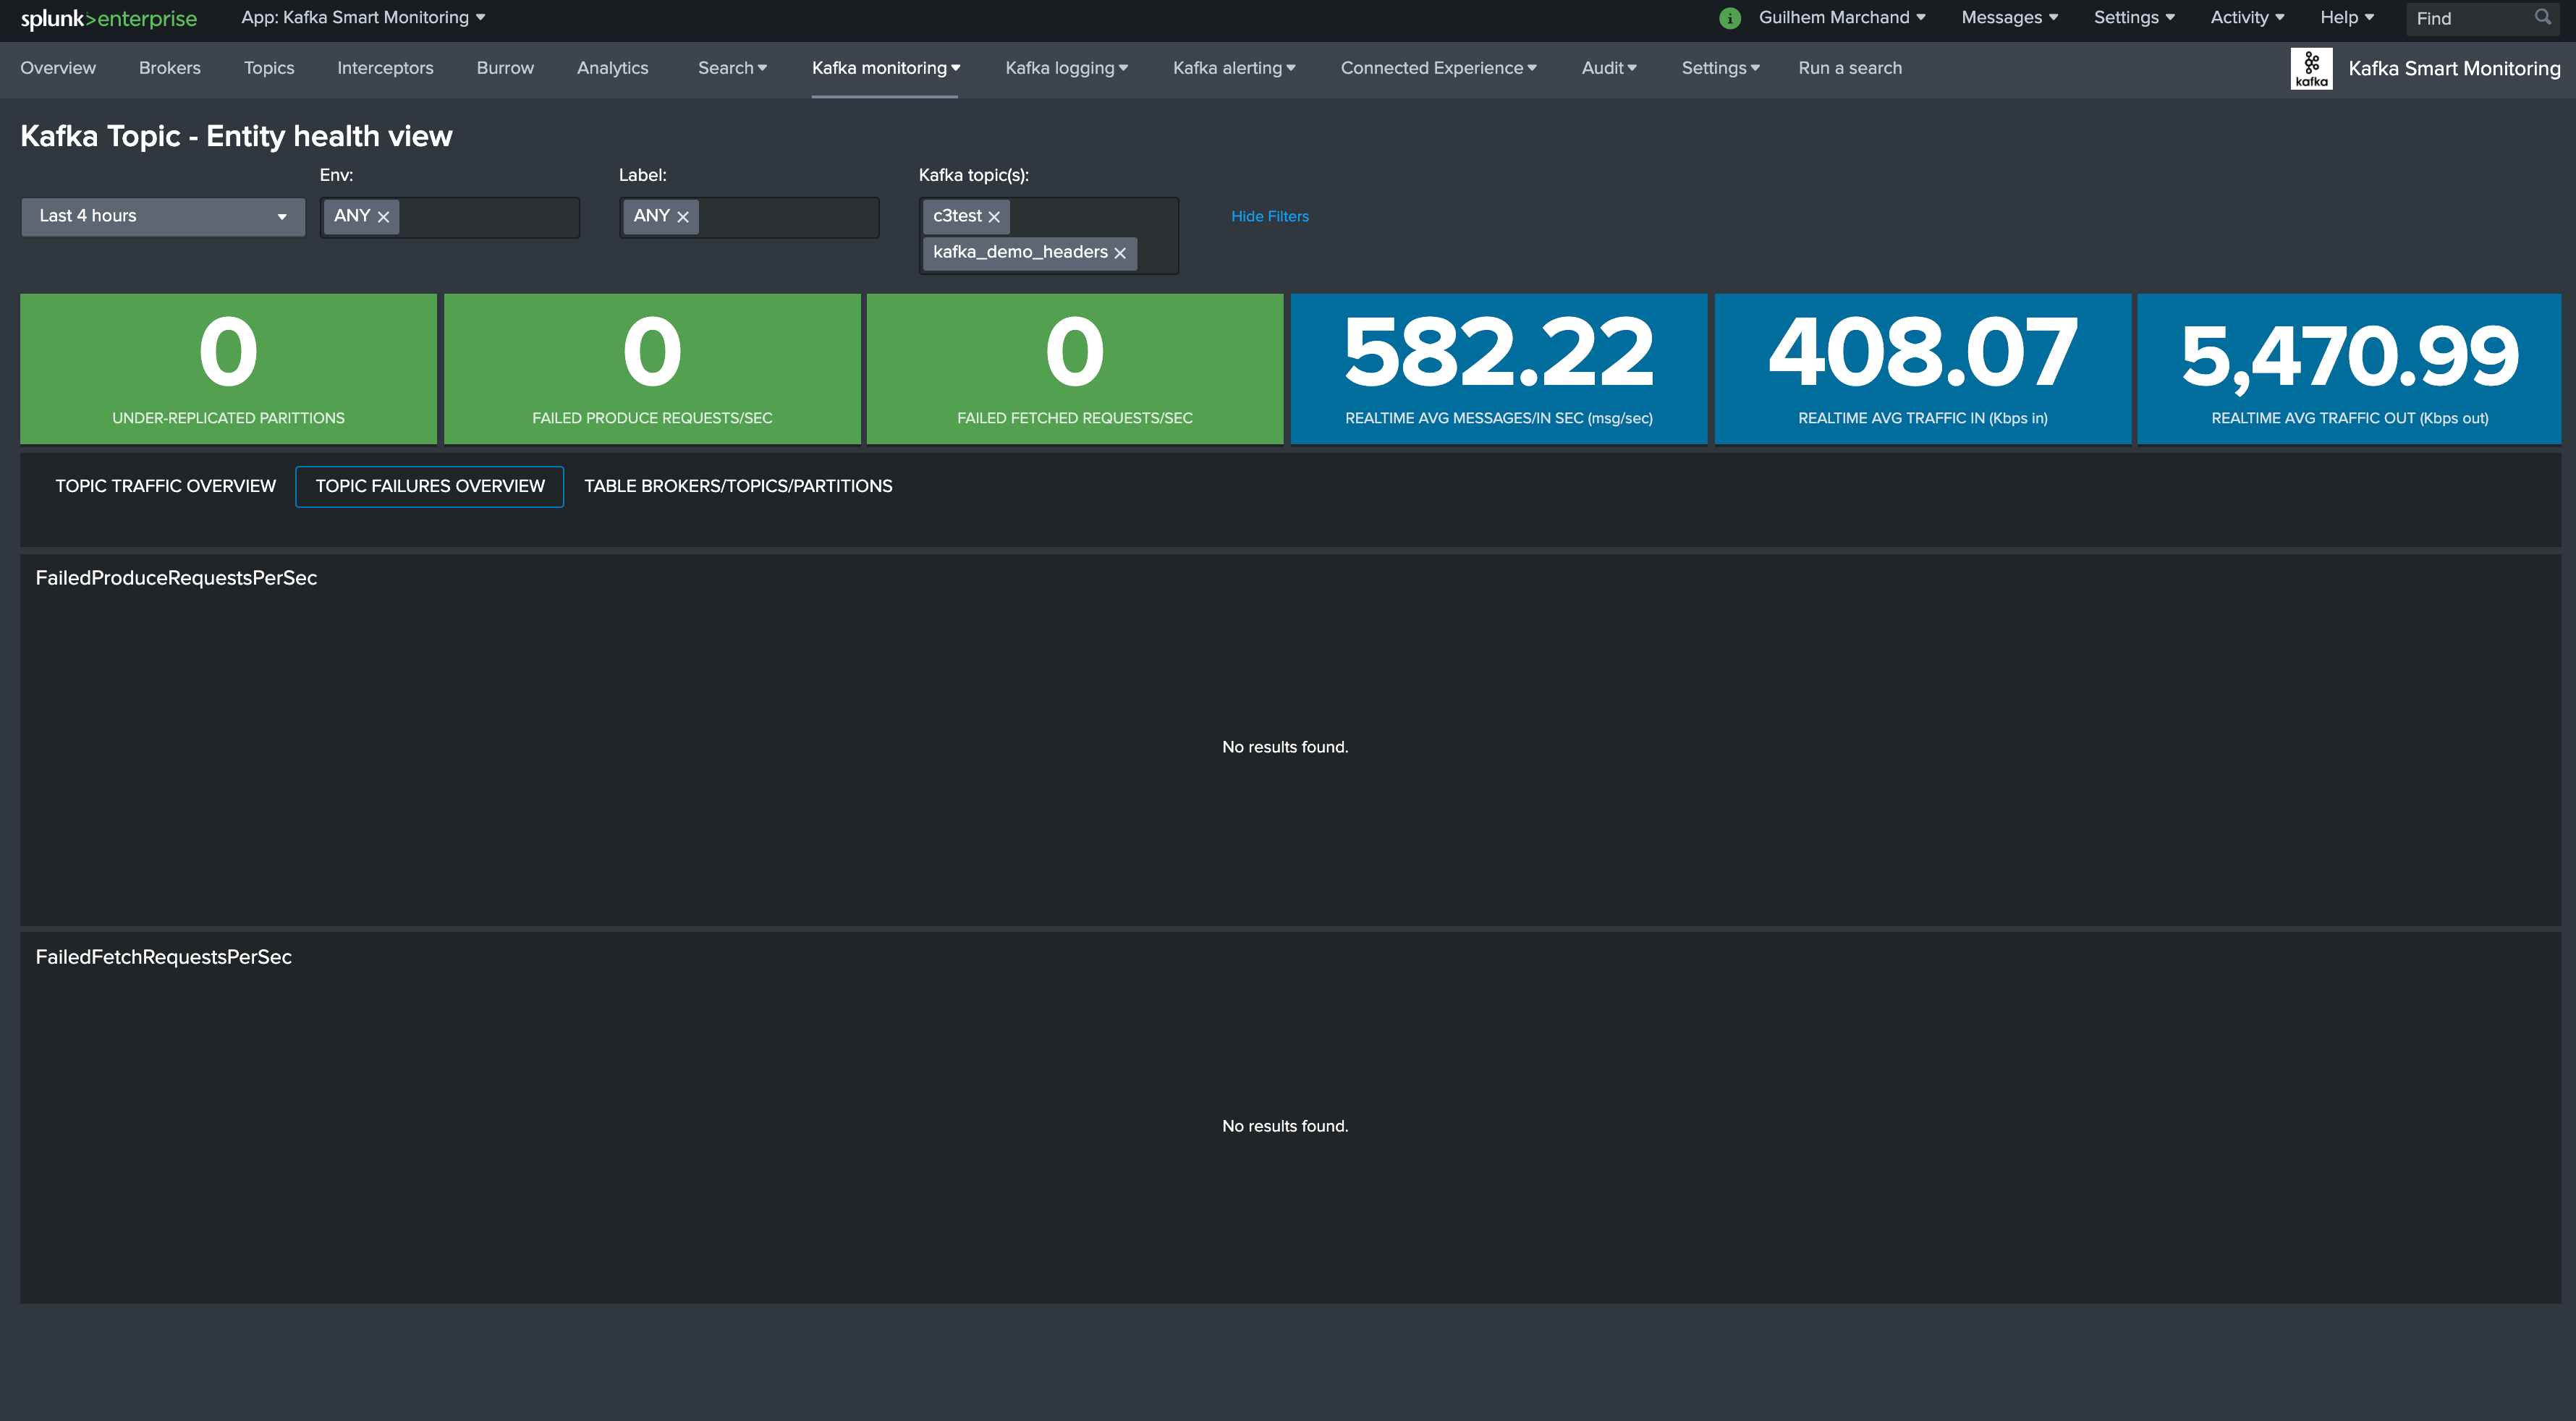 splunk>enterprise App: Kafka Smart Monitoring i Guilhem Marchand Messages Settings Activity Help Find
Overview Brokers Topics Interceptors Burrow Analytics Search Kafka monitoring Kafka logging Kafka alerting Connected Experience Audit Settings Run a search kafka Kafka Smart Monitoring
Kafka Topic - Entity health view
Env: Label: Kafka topic(s):
Last 4 hours ANY ANY c3test Hide Filters
kafka_demo_headers
0 0 0 582.22 408.07 5,470.99
UNDER-REPLICATED PARITTIONS FAILED PRODUCE REQUESTS/SEC FAILED FETCHED REQUESTS/SEC REALTIME AVG MESSAGES/IN SEC (msg/sec) REALTIME AVG TRAFFIC IN (Kbps in) REALTIME AVG TRAFFIC OUT (Kbps out)
TOPIC TRAFFIC OVERVIEW TOPIC FAILURES OVERVIEW TABLE BROKERS/TOPICS/PARTITIONS
FailedProduceRequestsPerSec
No results found.
FailedFetchRequestsPerSec
No results found.